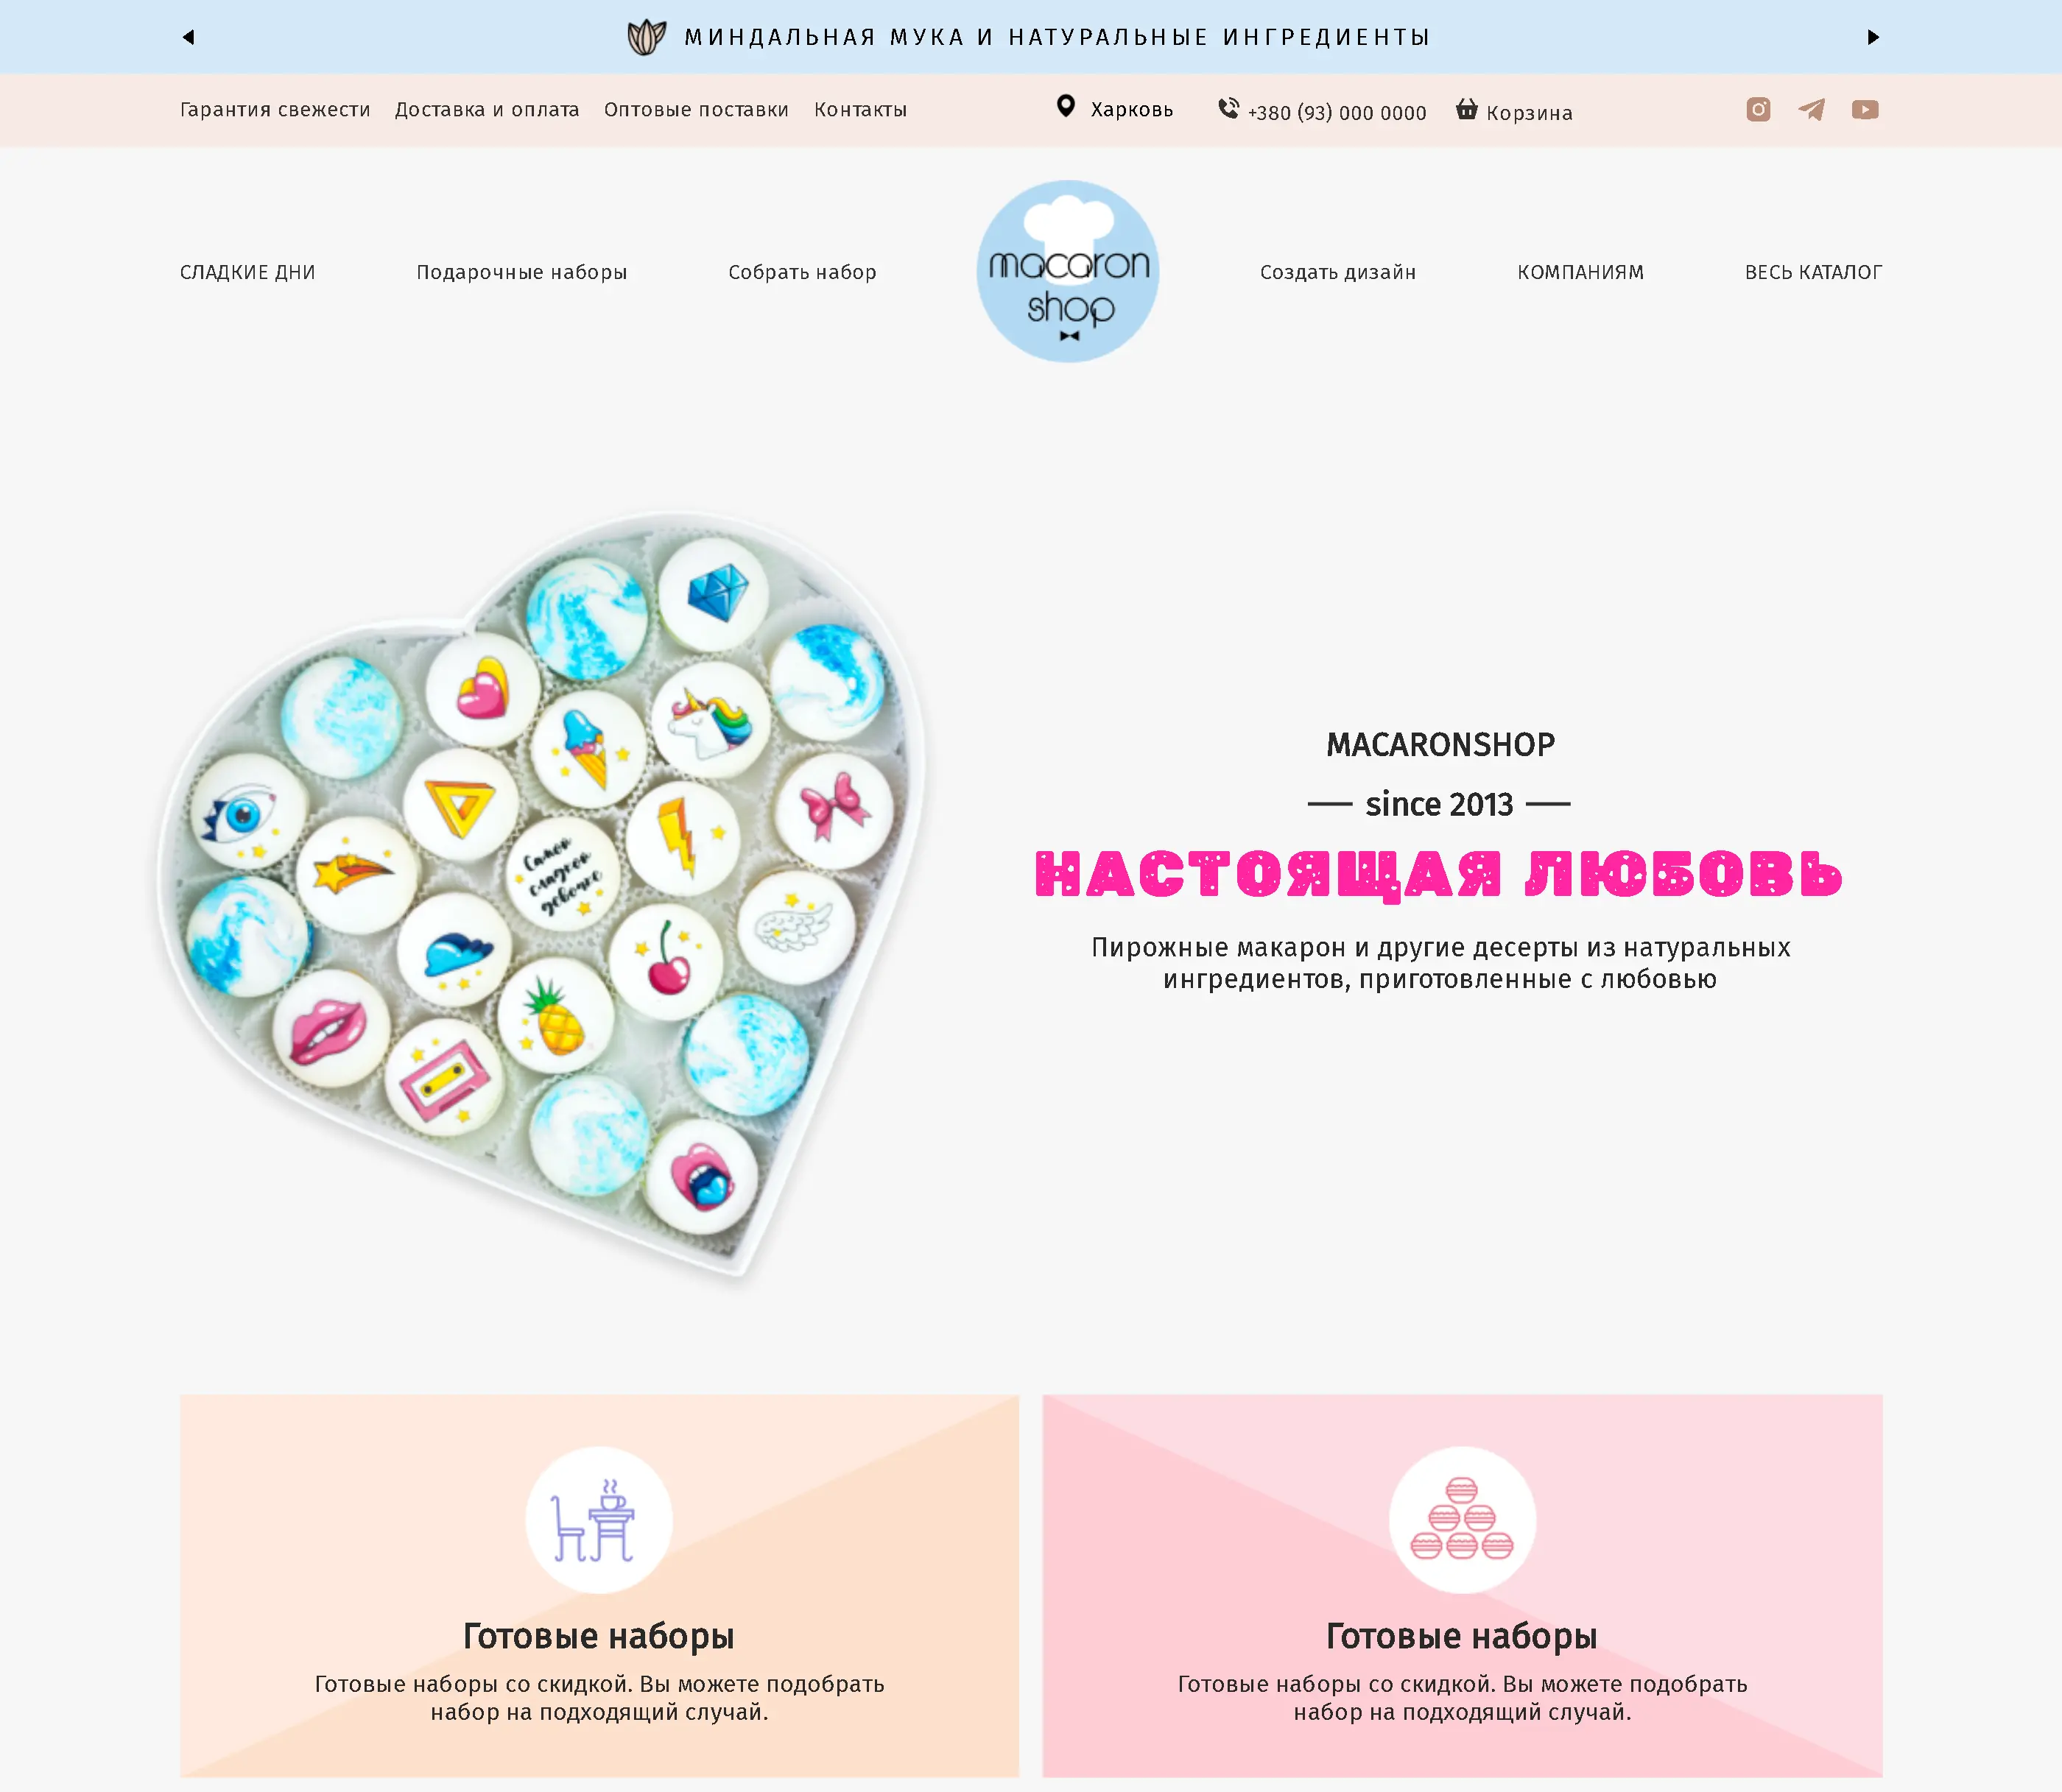 МИНДАЛЬНАЯ МУКА И НАТУРАЛЬНЫЕ ИНГРЕДИЕНТЫ
Гарантия свежести Доставка и оплата Оптовые поставки Контакты Харковь +380 (93) 000 0000 Корзина
СЛАДКИЕ ДНИ Подарочные наборы Собрать набор
macaron
shop
Создать дизайн КОМПАНИЯМ ВЕСЬ КАТАЛОГ
Самой
сладкой
девочке
MACARONSHOP
since 2013
НАСТОЯЩАЯ ЛЮБОВЬ
Пирожные макарон и другие десерты из натуральных
ингредиентов, приготовленные с любовью
Готовые наборы
Готовые наборы со скидкой. Вы можете подобрать
набор на подходящий случай.
Готовые наборы
Готовые наборы со скидкой. Вы можете подобрать
набор на подходящий случай.